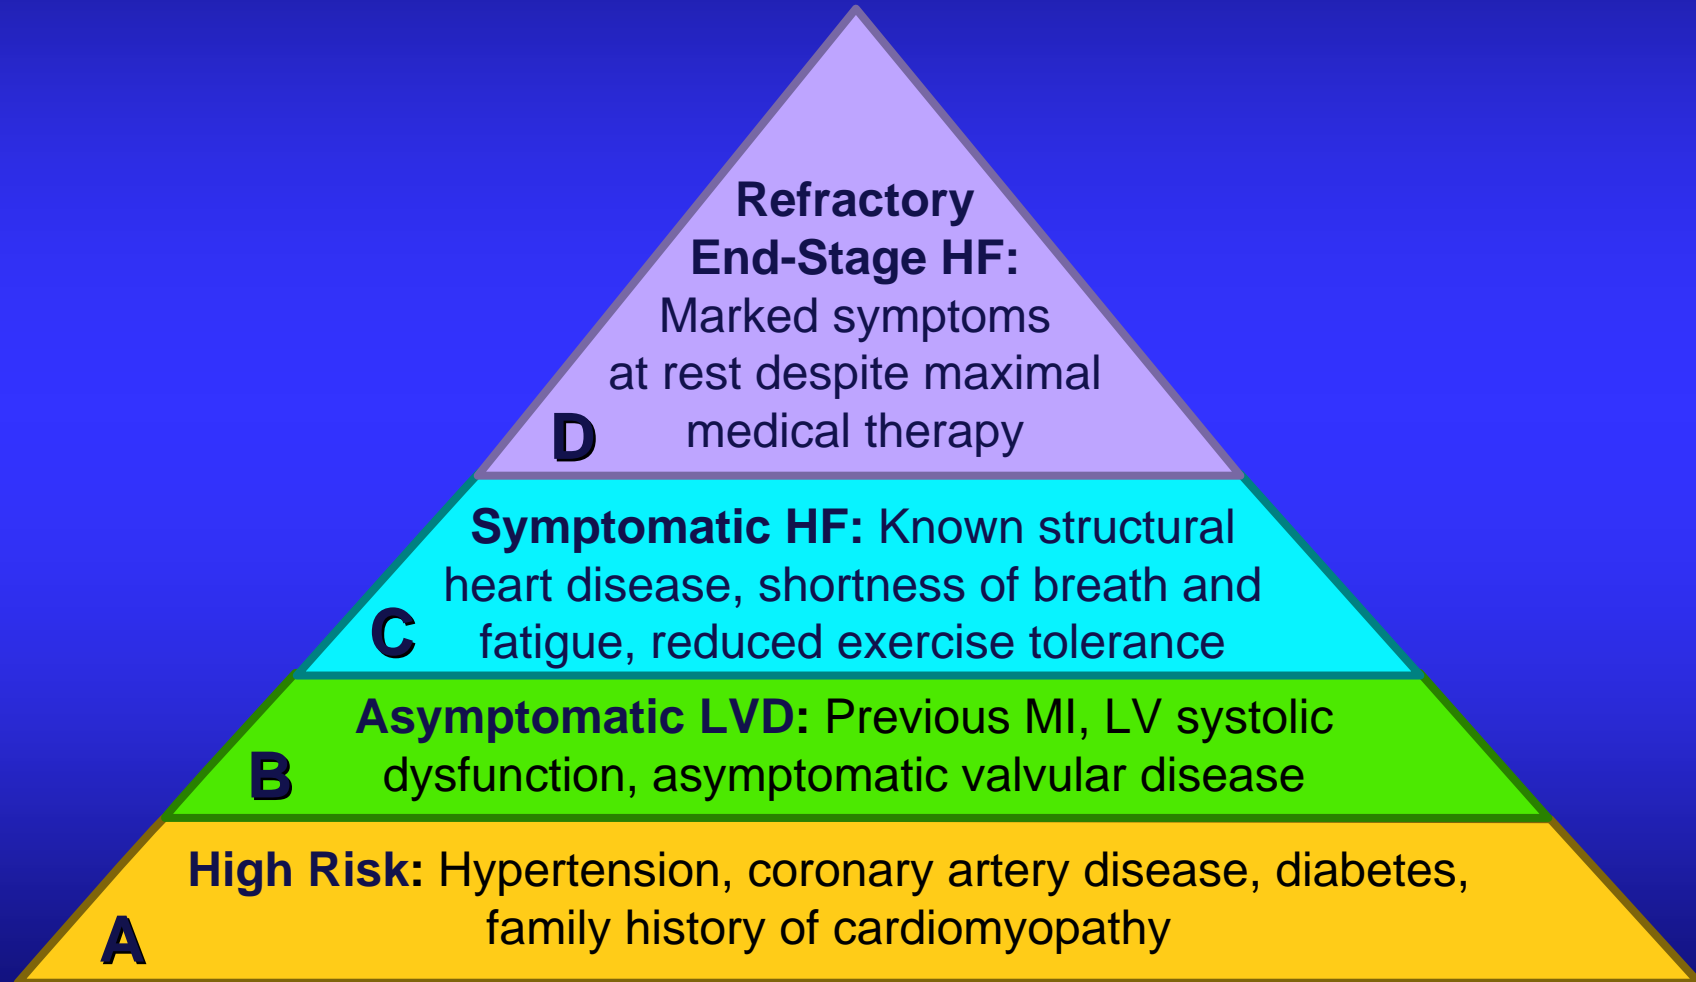 Refractory
End-Stage HF:
Marked symptoms
at rest despite maximal
D medical therapy
Symptomatic HF: Known structural
heart disease, shortness of breath and
C fatigue, reduced exercise tolerance
Asymptomatic LVD: Previous MI, LV systolic
B dysfunction, asymptomatic valvular disease
High Risk: Hypertension, coronary artery disease, diabetes,
A family history of cardiomyopathy